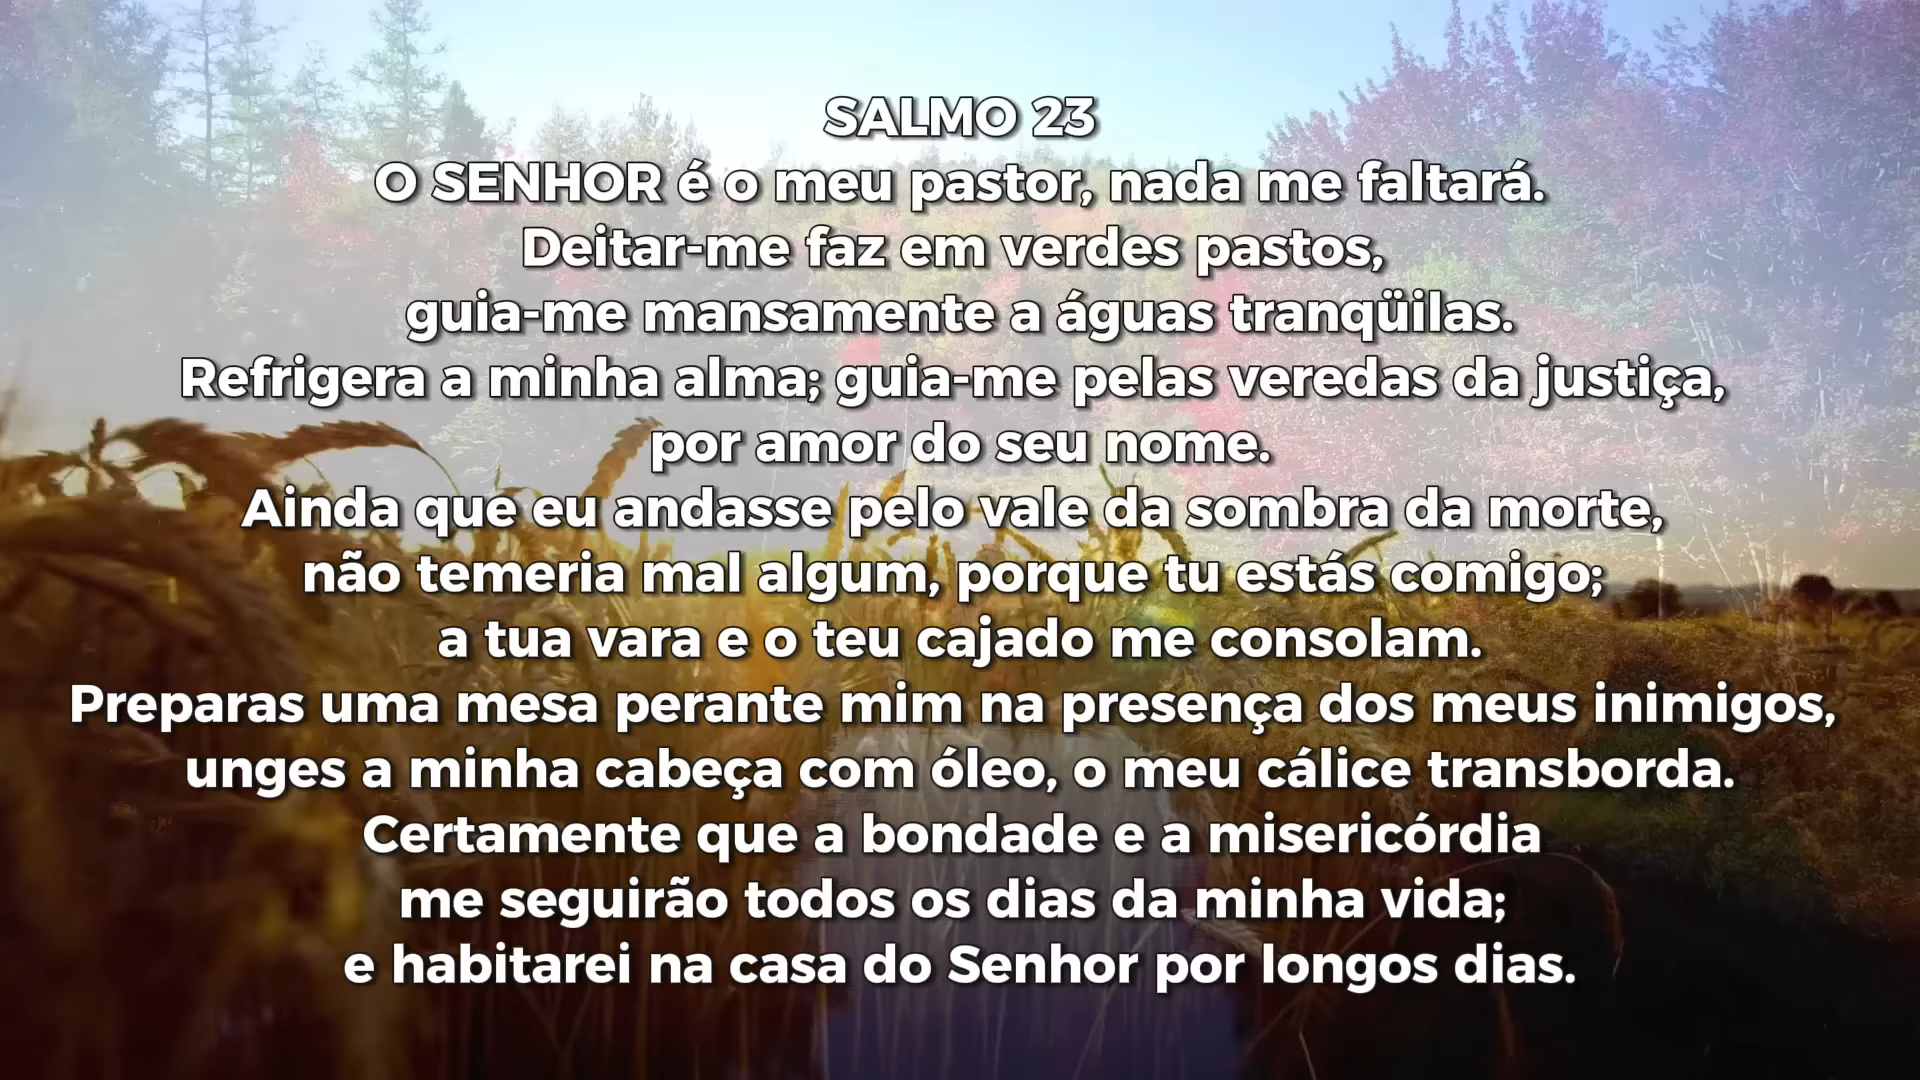 SALMO 23
O SENHOR é o meu pastor, nada me faltará.
Deitar-me faz em verdes pastos,
guia-me mansamente a águas tranqüilas.
Refrigera a minha alma; guia-me pelas veredas da justiça,
por amor do seu nome.
Ainda que eu andasse pelo vale da sombra da morte,
não temeria mal algum, porque tu estás comigo;
a tua vara e o teu cajado me consolam.
Preparas uma mesa perante mim na presença dos meus inimigos,
unges a minha cabeça com óleo, o meu cálice transborda.
Certamente que a bondade e a misericórdia
me seguirão todos os dias da minha vida;
e habitarei na casa do Senhor por longos dias.